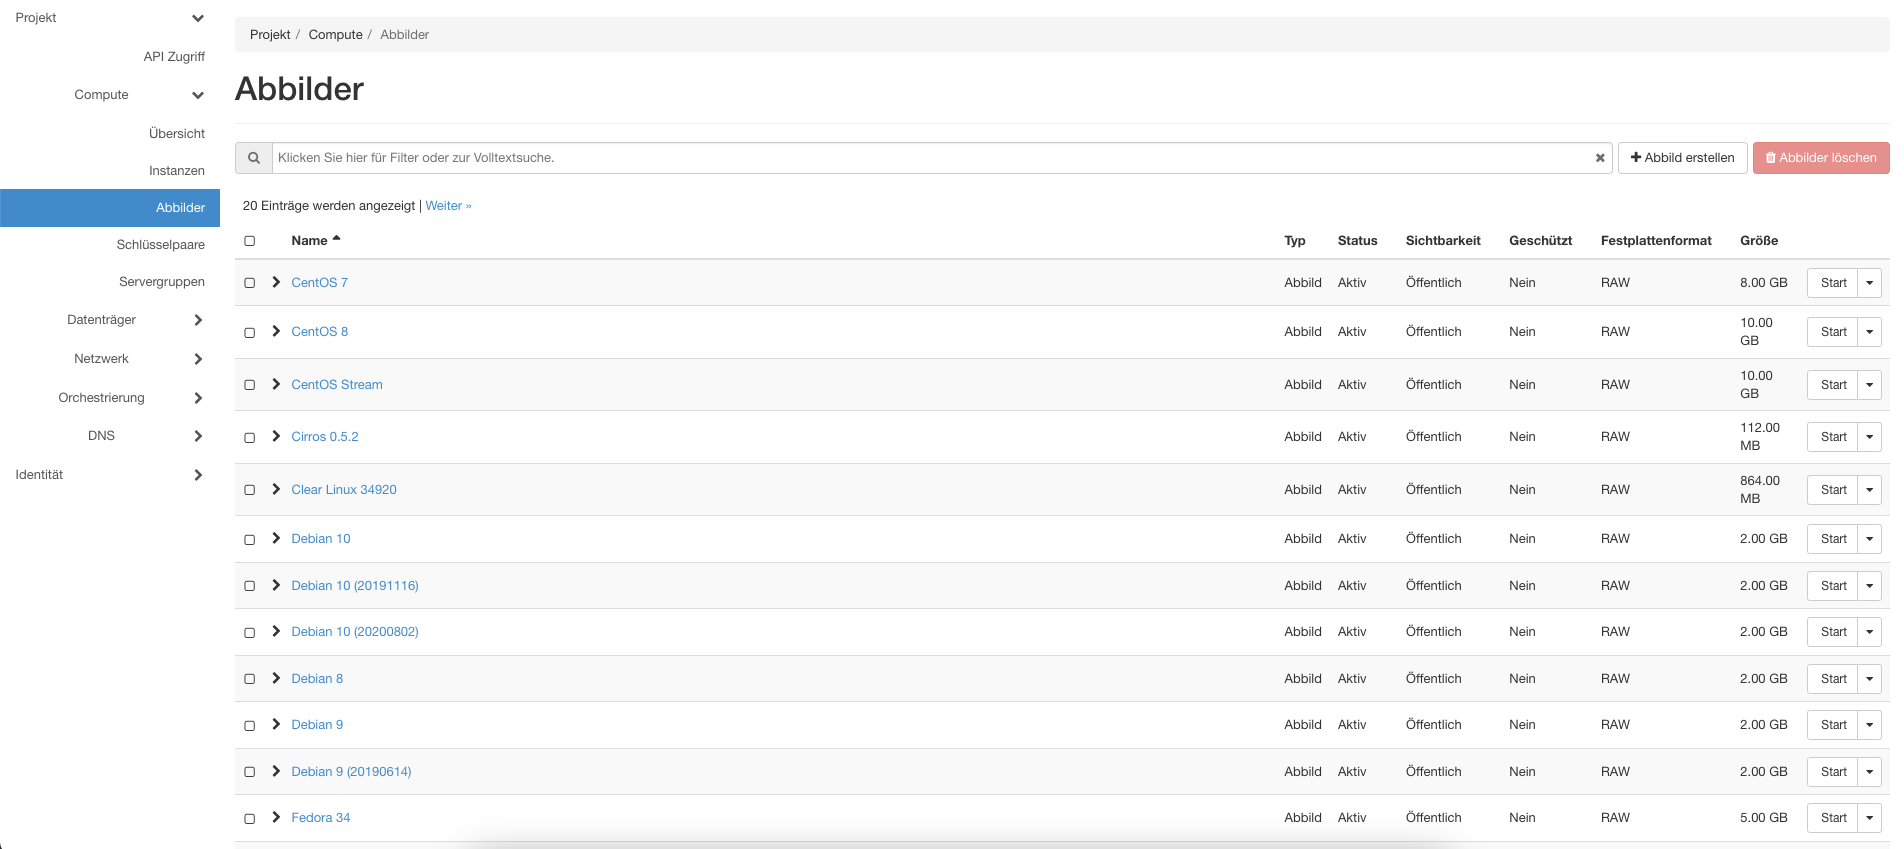 Projekt
API Zugriff
Compute
Übersicht
Instanzen
Abbilder
Schlüsselpaare
Servergruppen
Datenträger
Netzwerk
Orchestrierung
DNS
Identität
Projekt / Compute / Abbilder
Abbilder
Klicken Sie hier für Filter oder zur Volltextsuche.
Abbild erstellen
Abbilder löschen
20 Einträge werden angezeigt | Weiter »
Name Typ Status Sichtbarkeit Geschützt Festplattenformat Größe
CentOS 7 Abbild Aktiv Öffentlich Nein RAW 8.00 GB Start
CentOS 8 Abbild Aktiv Öffentlich Nein RAW 10.00 GB Start
CentOS Stream Abbild Aktiv Öffentlich Nein RAW 10.00 GB Start
Cirros 0.5.2 Abbild Aktiv Öffentlich Nein RAW 112.00 MB Start
Clear Linux 34920 Abbild Aktiv Öffentlich Nein RAW 864.00 MB Start
Debian 10 Abbild Aktiv Öffentlich Nein RAW 2.00 GB Start
Debian 10 (20191116) Abbild Aktiv Öffentlich Nein RAW 2.00 GB Start
Debian 10 (20200802) Abbild Aktiv Öffentlich Nein RAW 2.00 GB Start
Debian 8 Abbild Aktiv Öffentlich Nein RAW 2.00 GB Start
Debian 9 Abbild Aktiv Öffentlich Nein RAW 2.00 GB Start
Debian 9 (20190614) Abbild Aktiv Öffentlich Nein RAW 2.00 GB Start
Fedora 34 Abbild Aktiv Öffentlich Nein RAW 5.00 GB Start